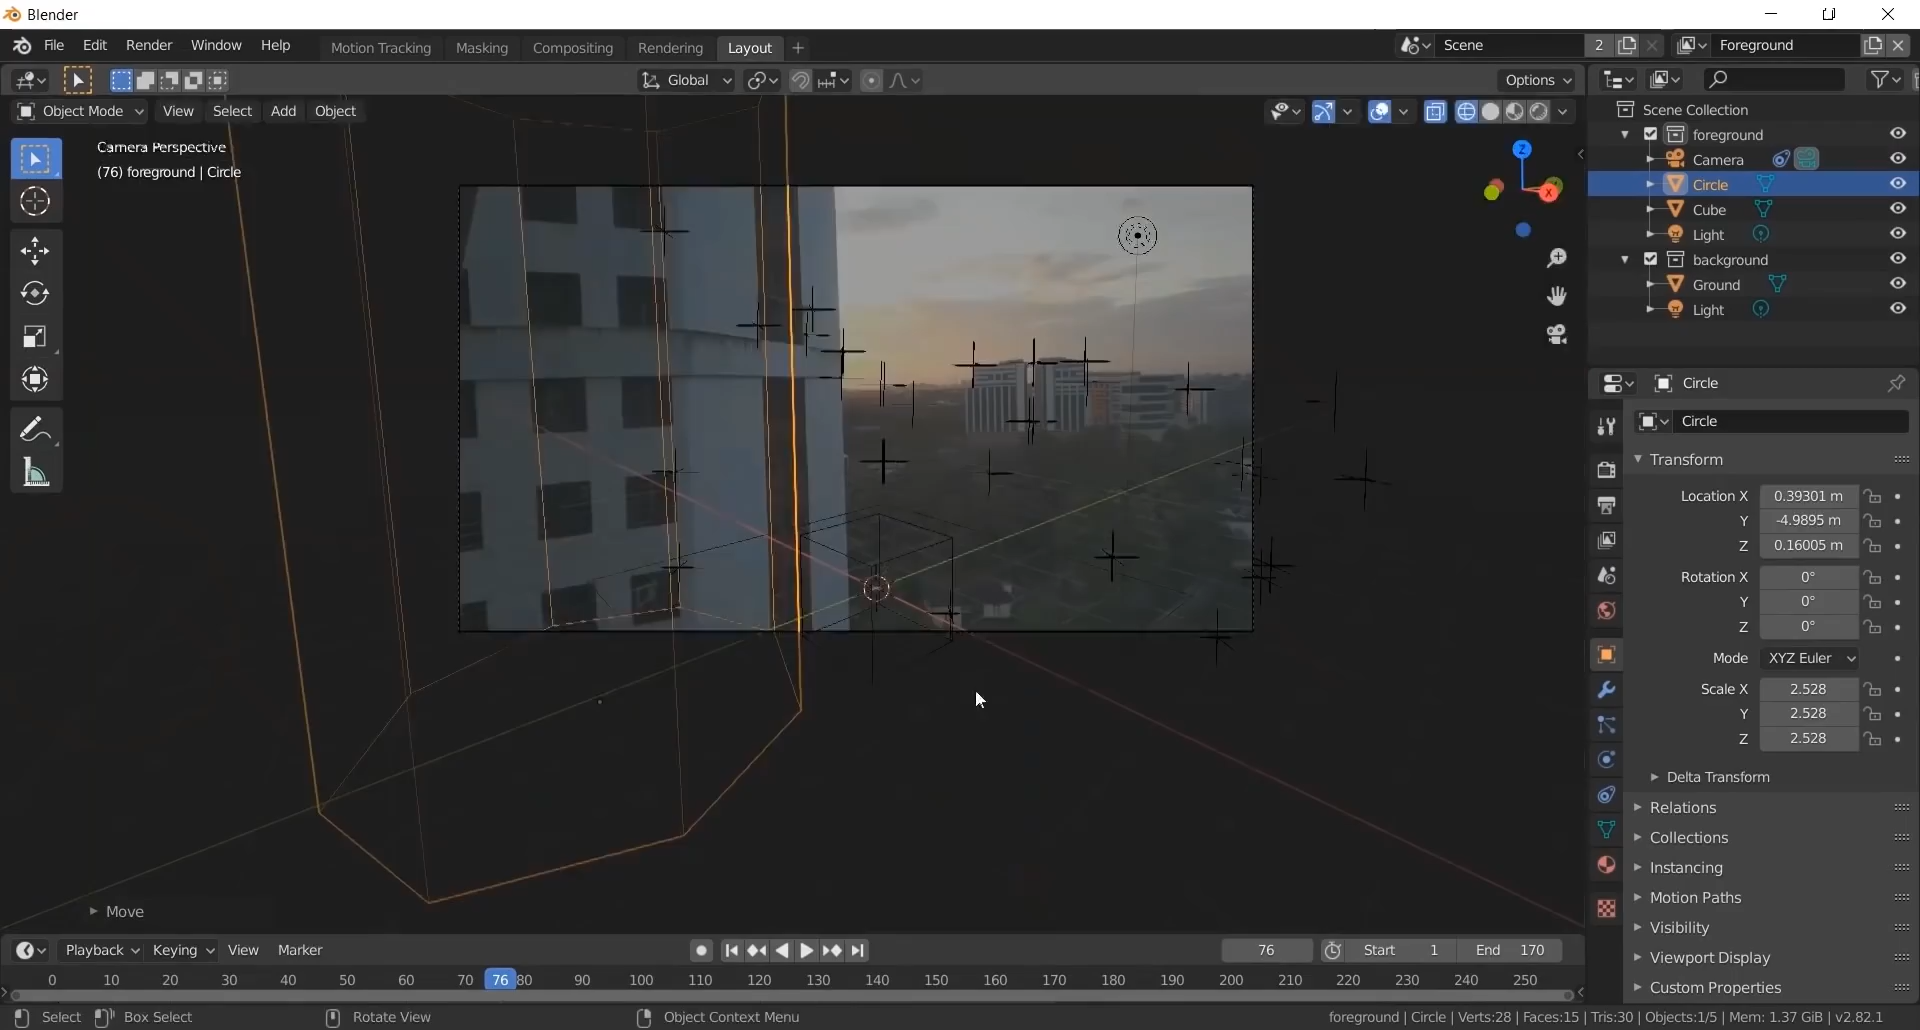 Blender
File Edit Render Window Help Motion Tracking Masking Compositing Rendering Layout + Scene 2 Foreground
Global Options
Object Mode View Select Add Object
Camera Perspective
(76) foreground | Circle
Z
X
Move
Scene Collection
foreground
Camera
Circle
Cube
Light
background
Ground
Light
Circle
Circle
Transform
Location X 0.39301 m
Y -4.9895 m
Z 0.16005 m
Rotation X 0°
Y 0°
Z 0°
Mode XYZ Euler
Scale X 2.528
Y 2.528
Z 2.528
Delta Transform
Relations
Collections
Instancing
Motion Paths
Visibility
Viewport Display
Custom Properties
Playback Keying View Marker 76 Start 1 End 170
0 10 20 30 40 50 60 70 76 80 90 100 110 120 130 140 150 160 170 180 190 200 210 220 230 240 250
Select Box Select Rotate View Object Context Menu foreground | Circle | Verts:28 | Faces:15 | Tris:30 | Objects:1/5 | Mem: 1.37 GiB | v2.82.1